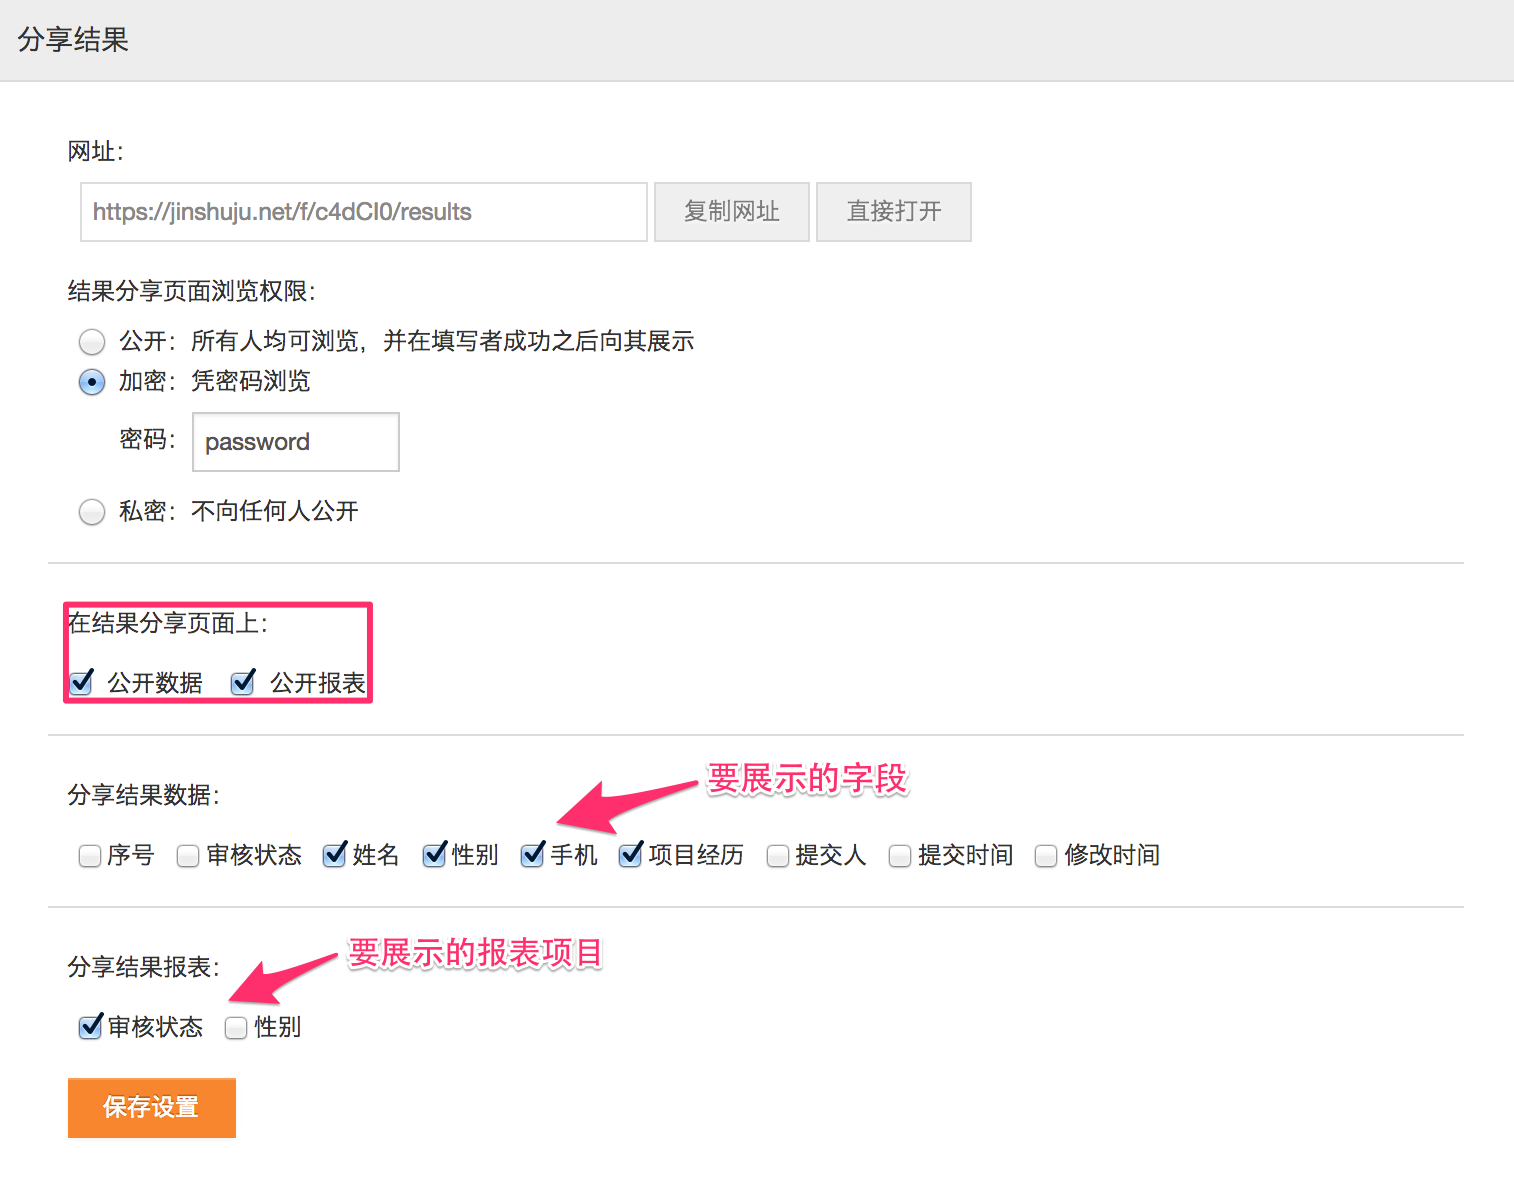 分享结果
网址：
https://jinshuju.net/f/c4dCI0/results 复制网址 直接打开
结果分享页面浏览权限：
公开：所有人均可浏览，并在填写者成功之后向其展示
加密：凭密码浏览
密码： password
私密：不向任何人公开
在结果分享页面上：
公开数据 公开报表
要展示的字段
分享结果数据：
序号 审核状态 姓名 性别 手机 项目经历 提交人 提交时间 修改时间
要展示的报表项目
分享结果报表：
审核状态 性别
保存设置